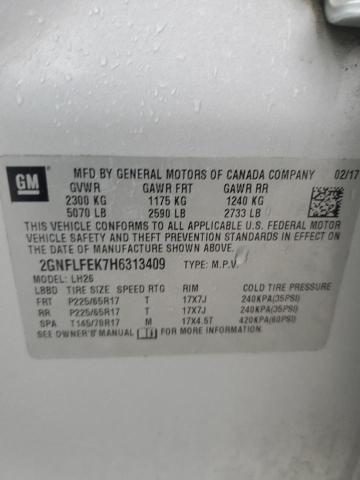 GM
MFD BY GENERAL MOTORS OF CANADA COMPANY 02/17
GVWR GAWR FRT GAWR RR
2300 KG 1175 KG 1240 KG
5070 LB 2590 LB 2733 LB
THIS VEHICLE CONFORMS TO ALL APPLICABLE U.S. FEDERAL MOTOR
VEHICLE SAFETY AND THEFT PREVENTION STANDARDS IN EFFECT ON
THE DATE OF MANUFACTURE SHOWN ABOVE.
2GNFLFEK7H6313409 TYPE: M.P.V.
MODEL: LH26
LBBD TIRE SIZE SPEED RTG RIM COLD TIRE PRESSURE
FRT P225/65R17 T 17X7J 240KPA(35PSI)
RR P225/65R17 T 17X7J 240KPA(35PSI)
SPA T145/70R17 M 17X4.5T 420KPA(60PSI)
SEE OWNER'S MANUAL FOR MORE INFORMATION.